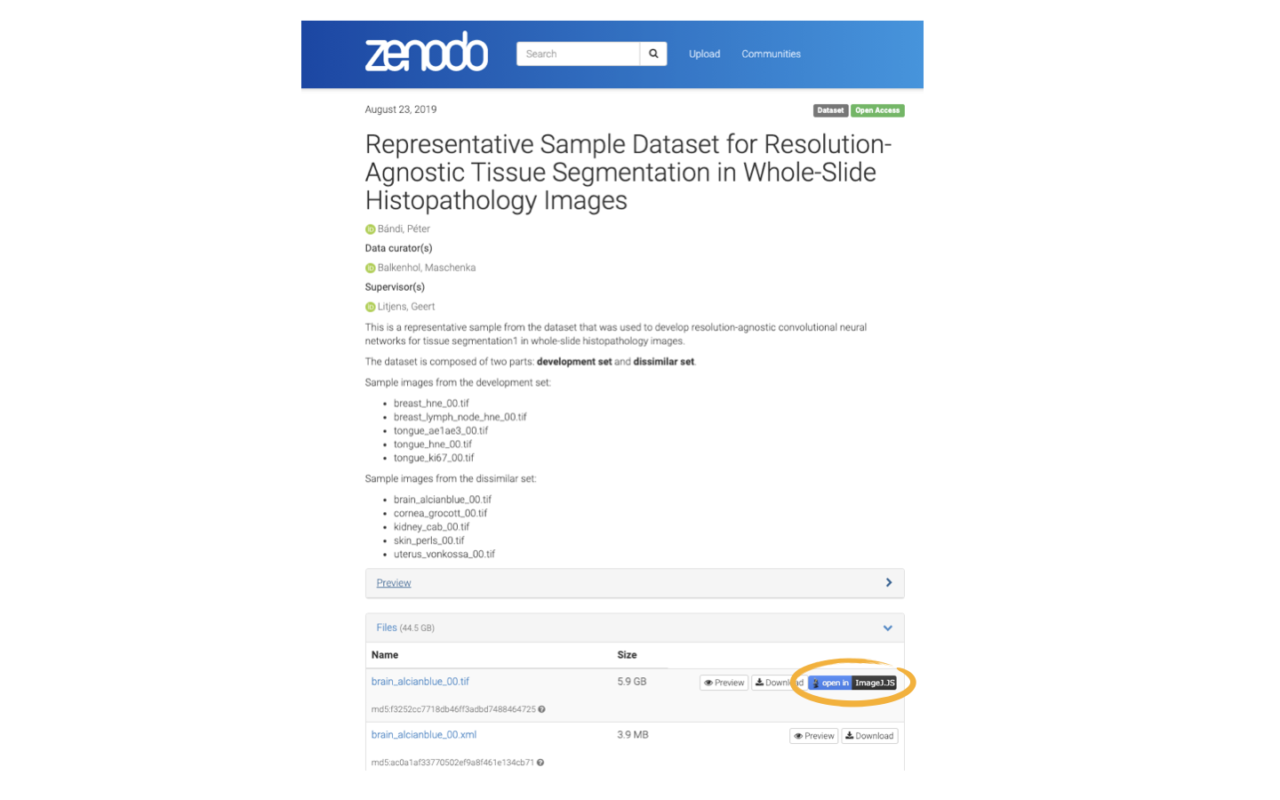 zenodo
Search
Upload
Communities
August 23, 2019
Dataset
Open Access
Representative Sample Dataset for Resolution-
Agnostic Tissue Segmentation in Whole-Slide
Histopathology Images
iD Bándi, Péter
Data curator(s)
iD Balkenhol, Maschenka
Supervisor(s)
iD Litjens, Geert
This is a representative sample from the dataset that was used to develop resolution-agnostic convolutional neural
networks for tissue segmentation1 in whole-slide histopathology images.
The dataset is composed of two parts: development set and dissimilar set.
Sample images from the development set:
• breast_hne_00.tif
• breast_lymph_node_hne_00.tif
• tongue_ae1ae3_00.tif
• tongue_hne_00.tif
• tongue_ki67_00.tif
Sample images from the dissimilar set:
• brain_alcianblue_00.tif
• cornea_grocott_00.tif
• kidney_cab_00.tif
• skin_perls_00.tif
• uterus_vonkossa_00.tif
Preview
Files (44.5 GB)
Name Size
brain_alcianblue_00.tif 5.9 GB Preview Download open in ImageJ.JS
md5:f3252cc7718db46ff3adbd7488464725
brain_alcianblue_00.xml 3.9 MB Preview Download
md5:ac0a1af33770502ef9a8f461e134cb71